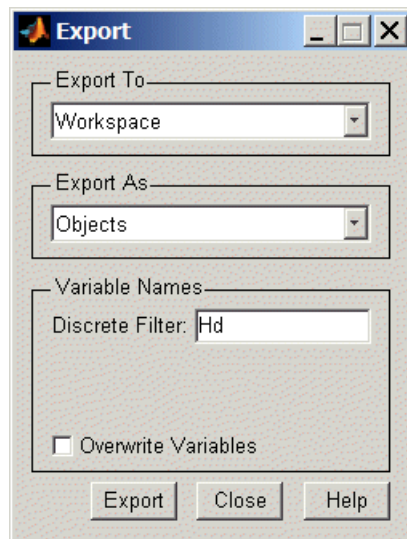 Export
Export To
Workspace
Export As
Objects
Variable Names
Discrete Filter: Hd
Overwrite Variables
Export Close Help